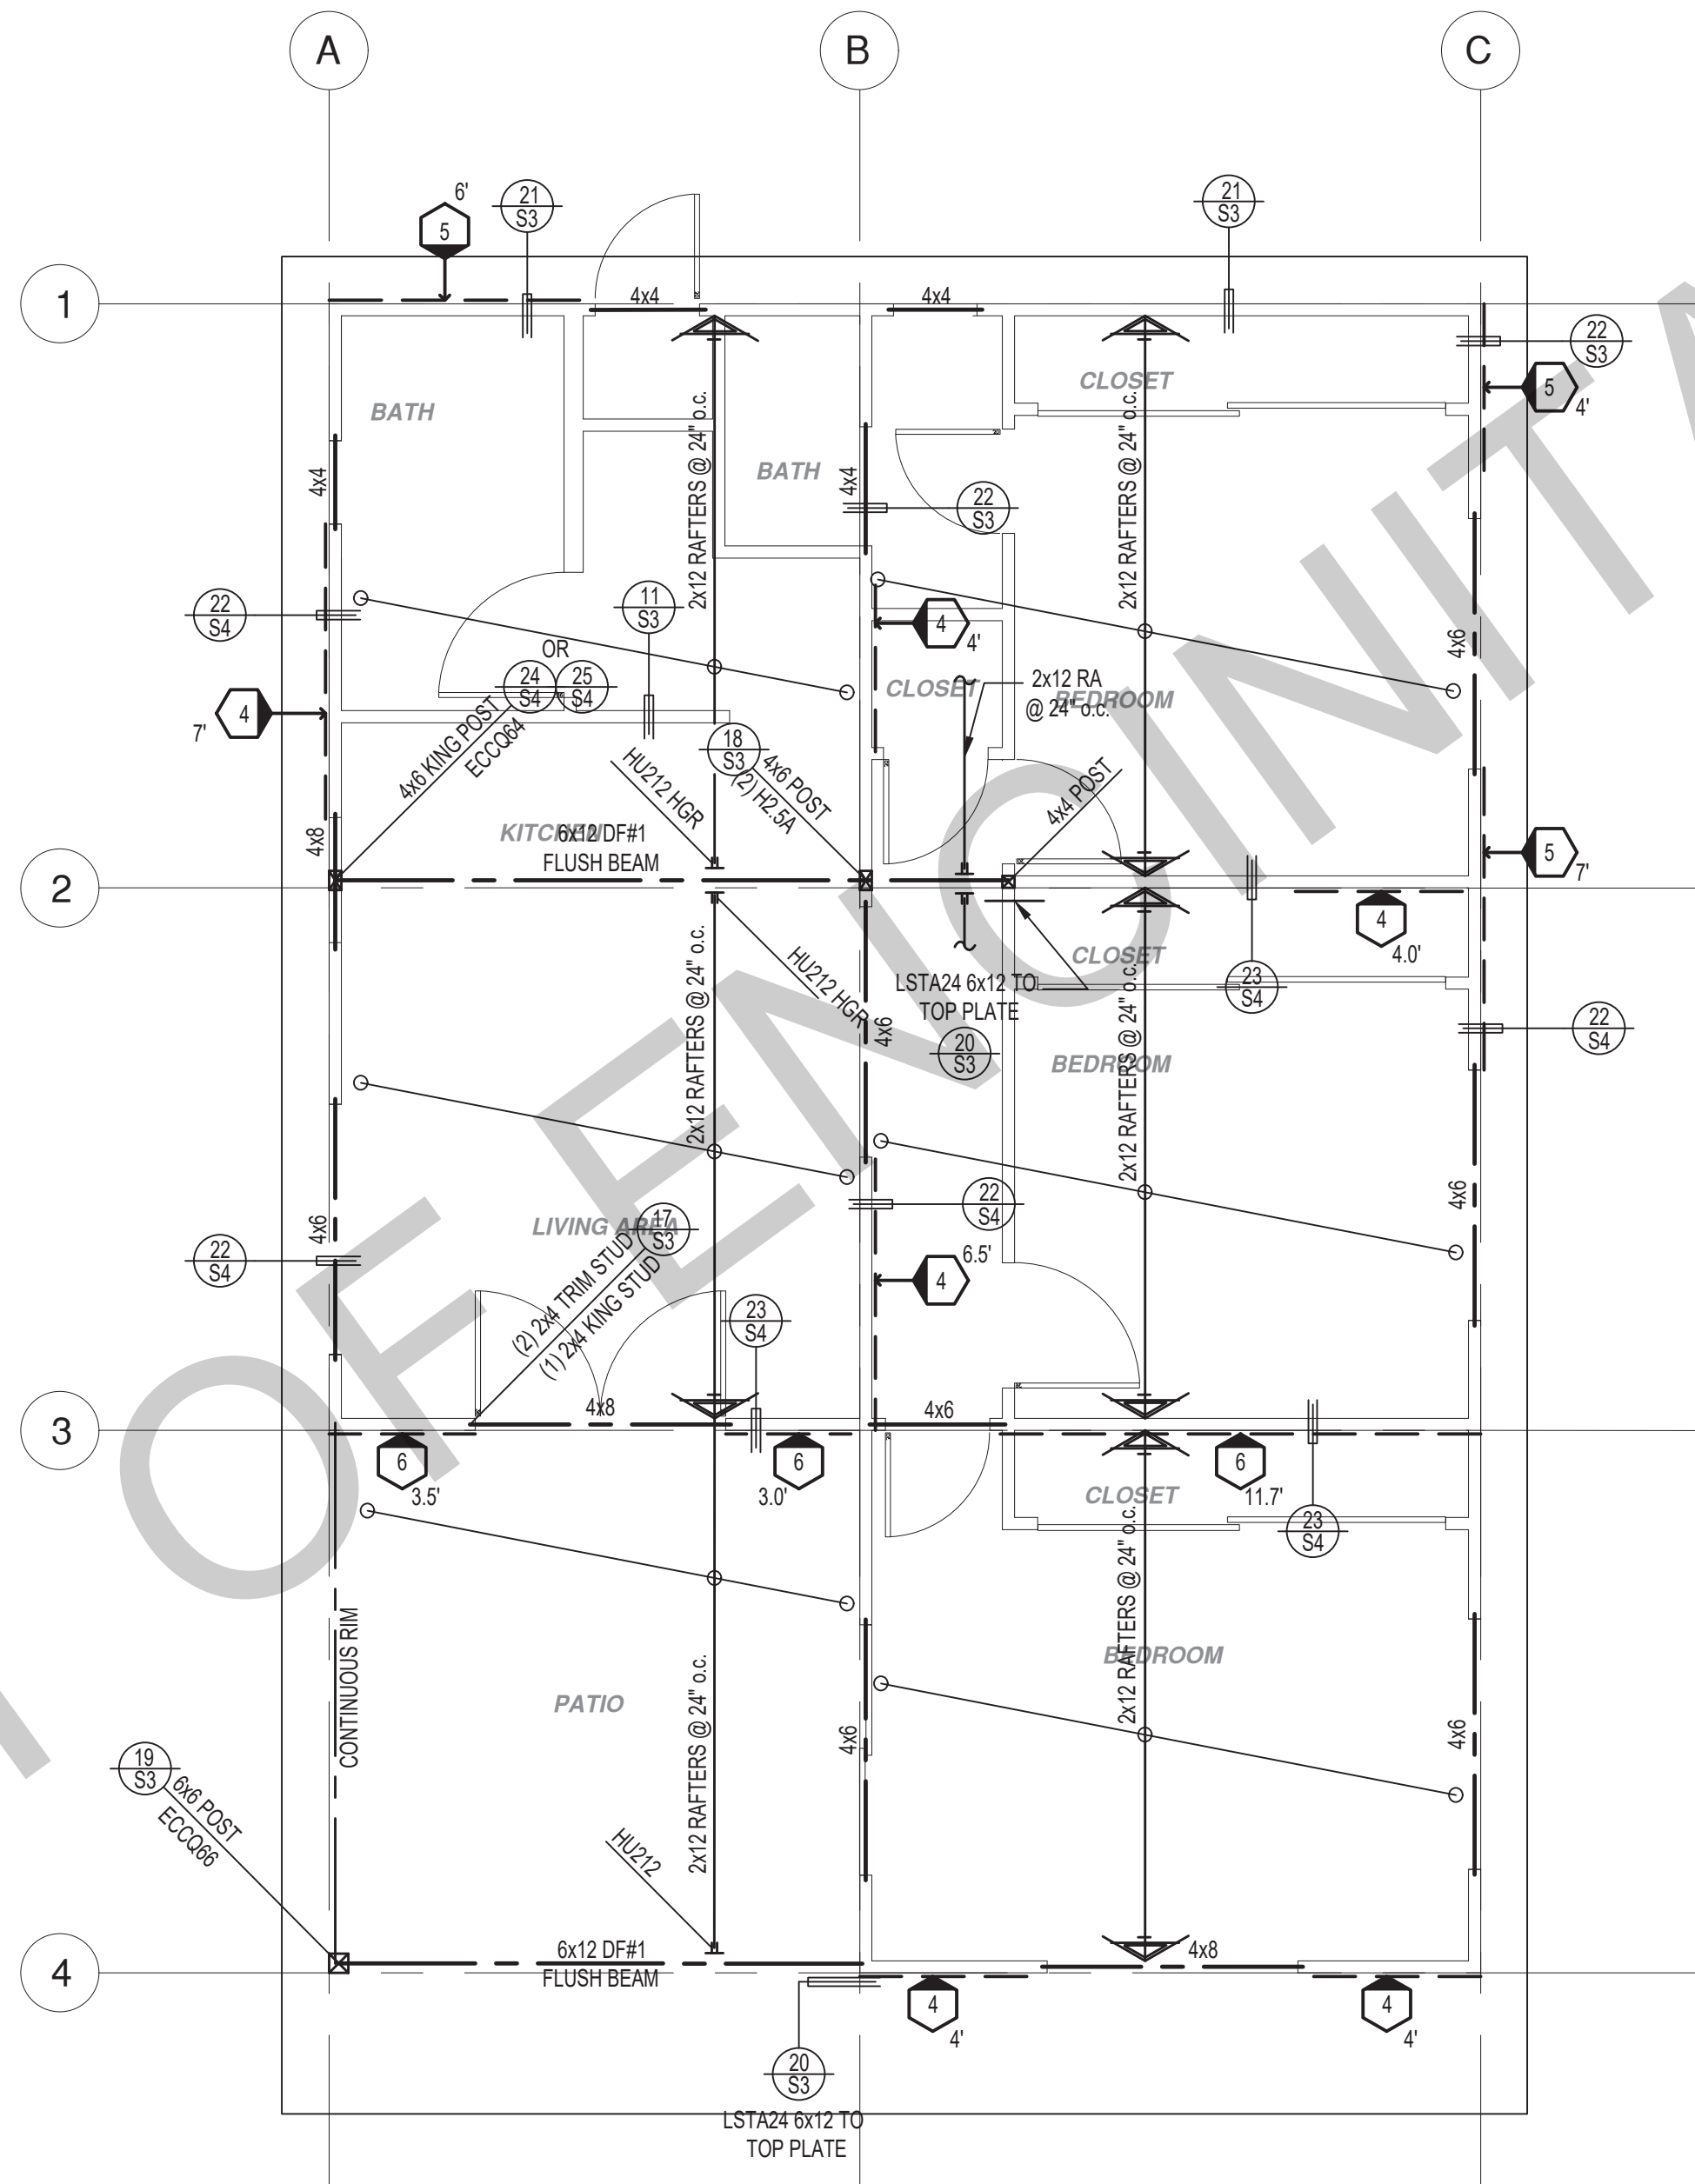 A
B
C
6'
5
21
S3
21
S3
1
4x4
4x4
22
S3
5
4'
CLOSET
BATH
BATH
4x4
4x4
2x12 RAFTERS @ 24" o.c.
2x12 RAFTERS @ 24" o.c.
22
S3
22
S4
11
S3
4
4'
4x6
OR
24
S4
25
S4
CLOSET
2x12 RA
@ 24" o.c.
BEDROOM
4
7'
4x6 KING POST
ECCQ64
18
S3
HU212 HGR
4x6 POST
(2) H2.5A
4x4 POST
4x8
KITCHEN
6x12 DF#1
FLUSH BEAM
5
7'
2
4
4.0'
CLOSET
23
S4
HU212 HGR
LSTA24 6x12 TO
TOP PLATE
20
S3
4x6
22
S4
2x12 RAFTERS @ 24" o.c.
2x12 RAFTERS @ 24" o.c.
BEDROOM
22
S4
4x6
4x6
LIVING AREA
17
S3
22
S4
6.5'
4
(2) 2x4 TRIM STUD
(1) 2x4 KING STUD
23
S4
4x8
4x6
3
6
3.5'
6
3.0'
6
11.7'
CLOSET
23
S4
CONTINUOUS RIM
2x12 RAFTERS @ 24" o.c.
2x12 RAFTERS @ 24" o.c.
BEDROOM
PATIO
4x6
4x6
19
S3
6x6 POST
ECCQ66
HU212
4
6x12 DF#1
FLUSH BEAM
4x8
4
4'
4
4'
20
S3
LSTA24 6x12 TO
TOP PLATE
OF ENCINITA